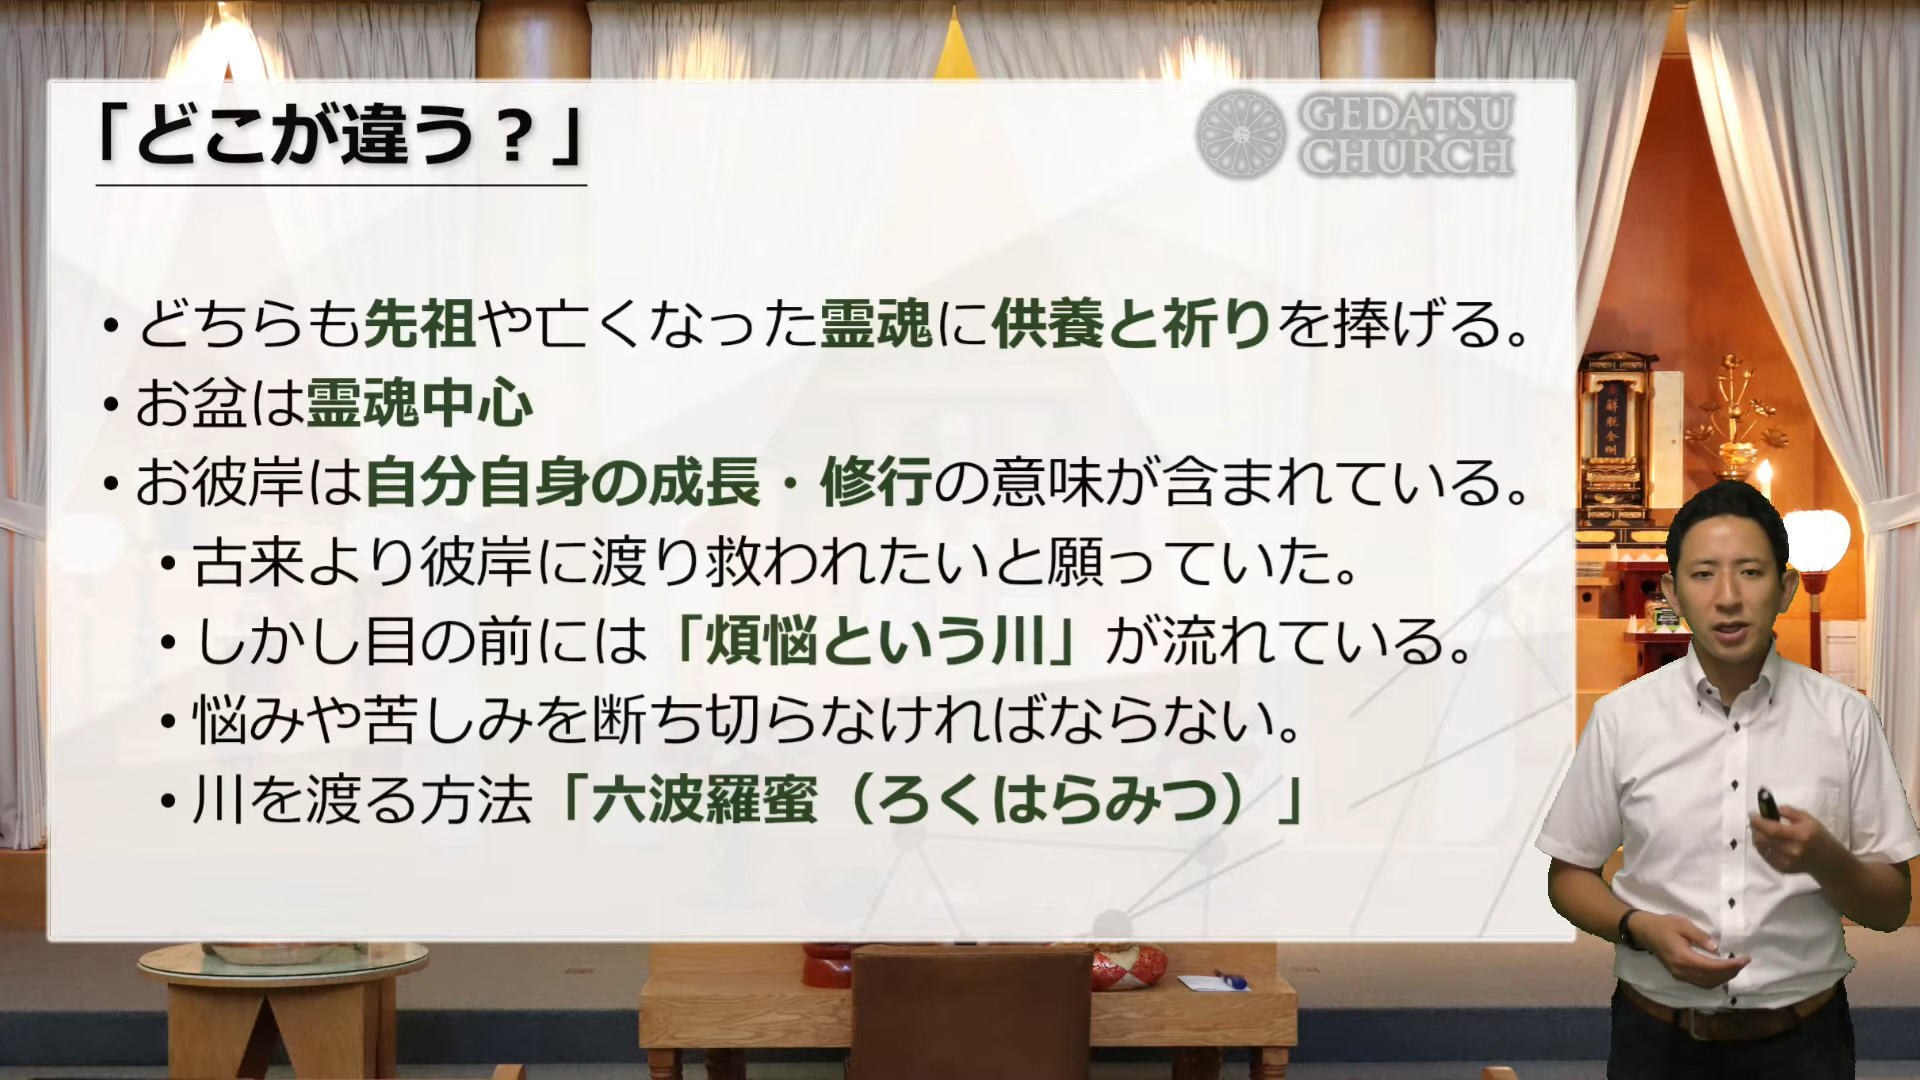 「どこが違う？」
GEDATSU
CHURCH
• どちらも先祖や亡くなった霊魂に供養と祈りを捧げる。
• お盆は霊魂中心
• お彼岸は自分自身の成長・修行の意味が含まれている。
• 古来より彼岸に渡り救われたいと願っていた。
• しかし目の前には「煩悩という川」が流れている。
• 悩みや苦しみを断ち切らなければならない。
• 川を渡る方法「六波羅蜜（ろくはらみつ）」